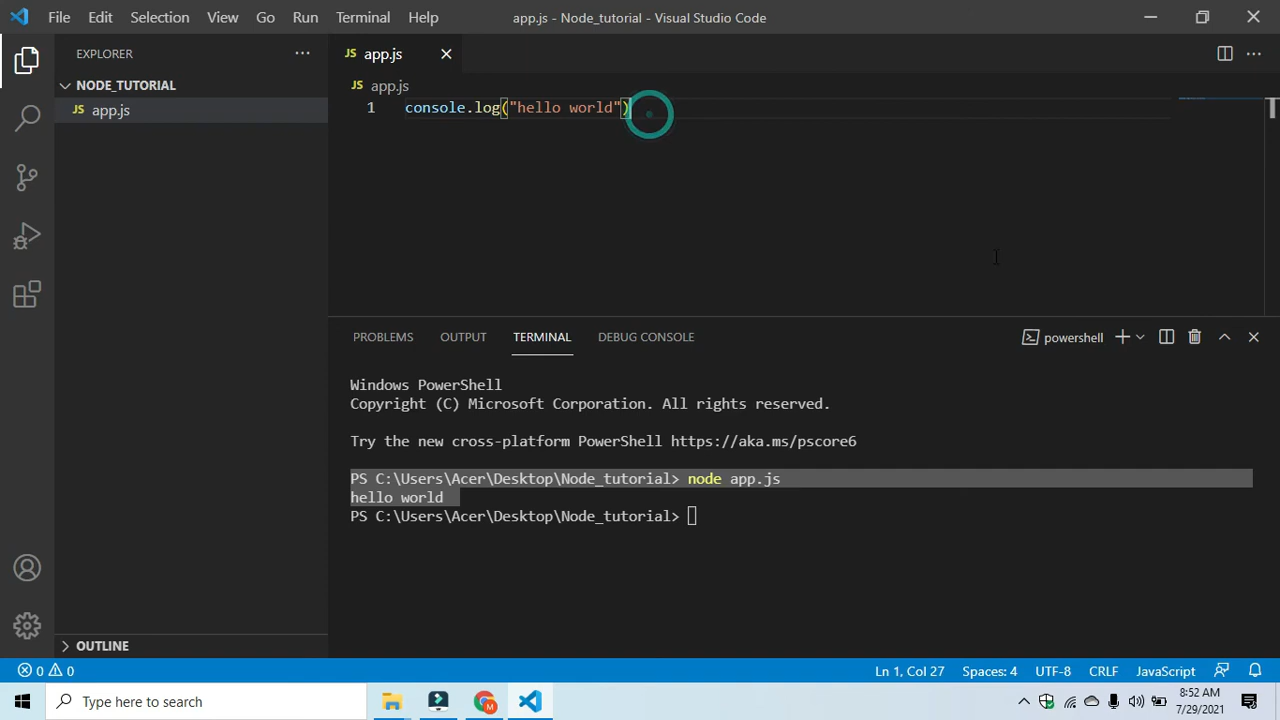 File Edit Selection View Go Run Terminal Help app.js - Node_tutorial - Visual Studio Code
EXPLORER
NODE_TUTORIAL
JS app.js
OUTLINE
JS app.js
JS app.js
1 console.log("hello world")
PROBLEMS OUTPUT TERMINAL DEBUG CONSOLE powershell
Windows PowerShell
Copyright (C) Microsoft Corporation. All rights reserved.
Try the new cross-platform PowerShell https://aka.ms/pscore6
PS C:\Users\Acer\Desktop\Node_tutorial> node app.js
hello world
PS C:\Users\Acer\Desktop\Node_tutorial>
0 0 Ln 1, Col 27 Spaces: 4 UTF-8 CRLF JavaScript
Type here to search
M
8:52 AM
7/29/2021